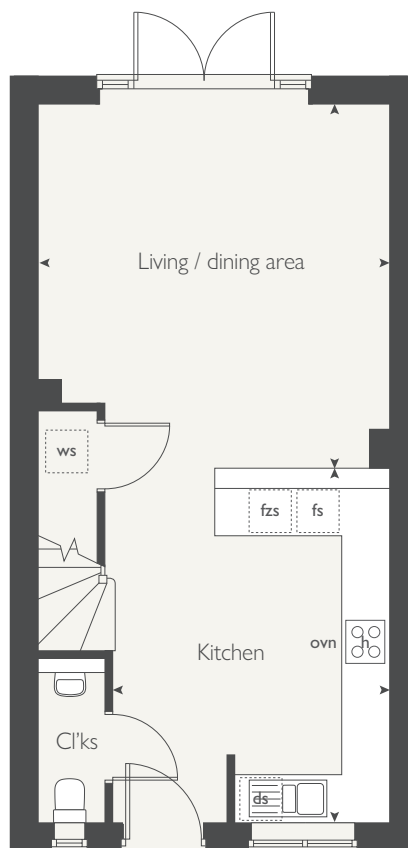 Living / dining area
ws
fzs fs
ovn h
Kitchen
Cl'ks
ds